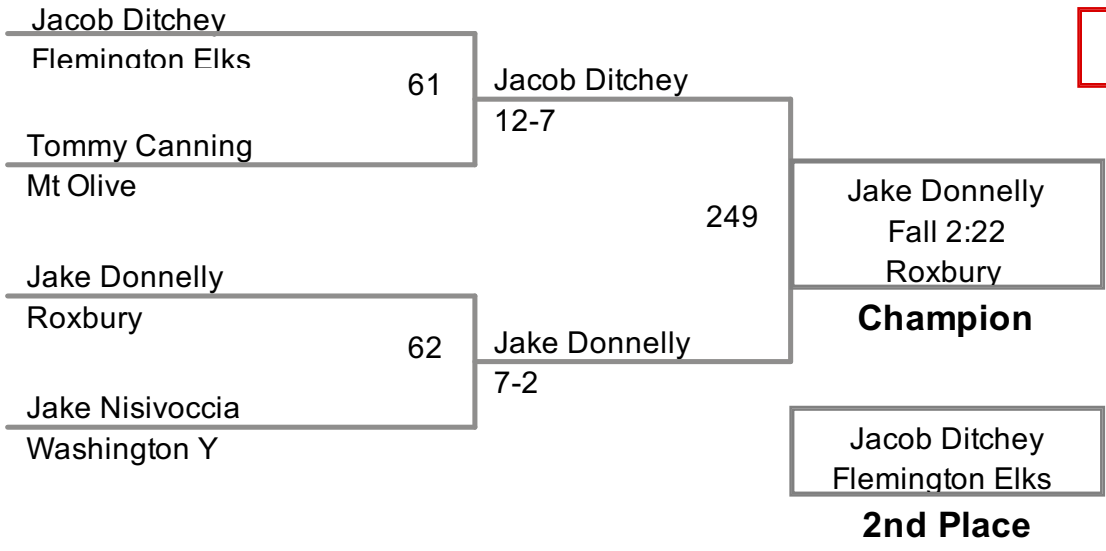 Jacob Ditchey
Flemington Elks
61
Jacob Ditchey
12-7
Tommy Canning
Mt Olive
249
Jake Donnelly
Fall 2:22
Roxbury
Champion
Jake Donnelly
Roxbury
62
Jake Donnelly
7-2
Jake Nisivoccia
Washington Y
Jacob Ditchey
Flemington Elks
2nd Place